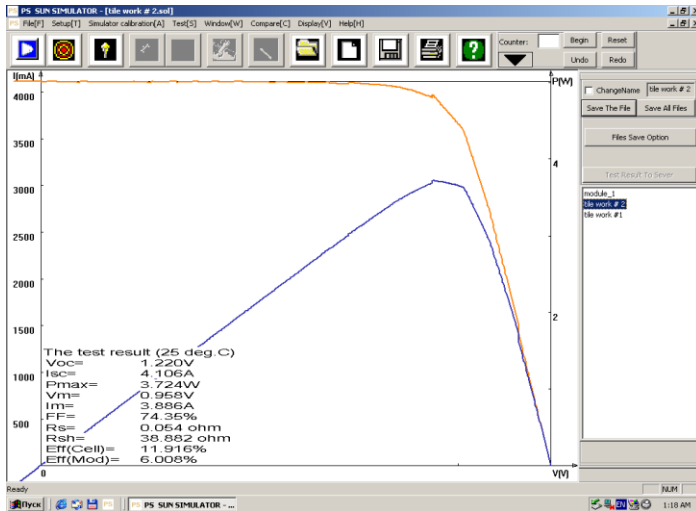 PS SUN SIMULATOR - [tile work # 2.sol]
File[F] Setup[T] Simulator calibration[A] Test[S] Window[W] Compare[C] Display[V] Help[H]
Counter: Begin Reset
Undo Redo
I(mA) P(W)
ChangeName tile work # 2
Save The File Save All Files
Files Save Option
Test Result To Sever
module_1
tile work # 2
tile work #1
4000
3000
2500
2000
1500
1000
500
4
2
The test result (25 deg.C)
Voc= 1.220V
Isc= 4.106A
Pmax= 3.724W
Vm= 0.958V
Im= 3.886A
FF= 74.35%
Rs= 0.054 ohm
Rsh= 38.882 ohm
Eff(Cell)= 11.916%
Eff(Mod)= 6.008%
0 V(V)
Ready NUM
Пуск PS SUN SIMULATOR - ... EN 1:18 AM